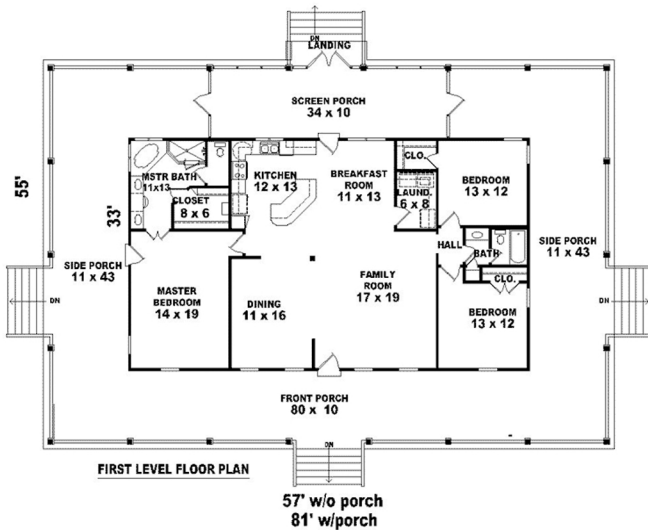 DN
LANDING
SCREEN PORCH
34 x 10
MSTR BATH
11x13
CLOSET
8 x 6
KITCHEN
12 x 13
BREAKFAST
ROOM
11 x 13
CLO.
LAUND.
6 x 8
BEDROOM
13 x 12
55'
33'
SIDE PORCH
11 x 43
DN
MASTER
BEDROOM
14 x 19
DINING
11 x 16
FAMILY
ROOM
17 x 19
HALL
BATH
CLO.
BEDROOM
13 x 12
SIDE PORCH
11 x 43
DN
FRONT PORCH
80 x 10
DN
FIRST LEVEL FLOOR PLAN
57' w/o porch
81' w/porch